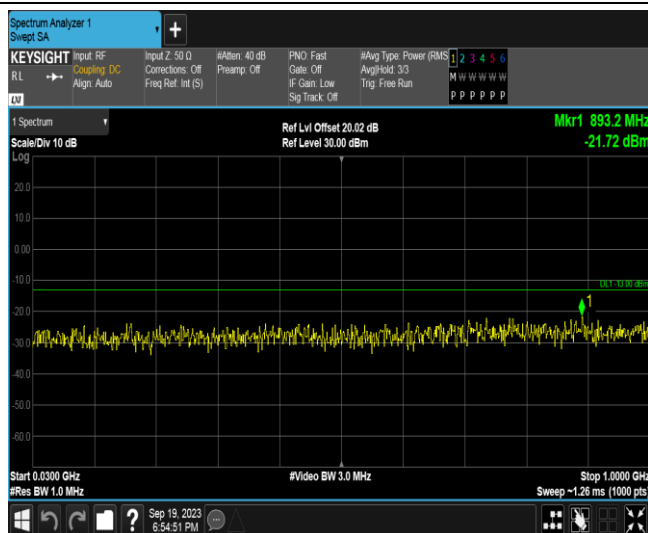 Spectrum Analyzer 1
Swept SA
KEYSIGHT Input: RF Input Z: 50 Ω #Atten: 40 dB PNO: Fast #Avg Type: Power (RMS 1 2 3 4 5 6
RL Coupling: DC Corrections: Off Preamp: Off Gate: Off Avg|Hold: 3/3 M W W W W W
Align: Auto Freq Ref: Int (S) IF Gain: Low Trig: Free Run
Sig Track: Off P P P P P P
LXI
1 Spectrum Ref Lvl Offset 20.02 dB Mkr1 893.2 MHz
Scale/Div 10 dB Ref Level 30.00 dBm -21.72 dBm
Log
20.0
10.0
0.00
-10.0
DL1 -13.00 dBm
1
-20.0
-30.0
-40.0
-50.0
-60.0
Start 0.0300 GHz #Video BW 3.0 MHz Stop 1.0000 GHz
#Res BW 1.0 MHz Sweep ~1.26 ms (1000 pts)
? Sep 19, 2023
6:54:51 PM